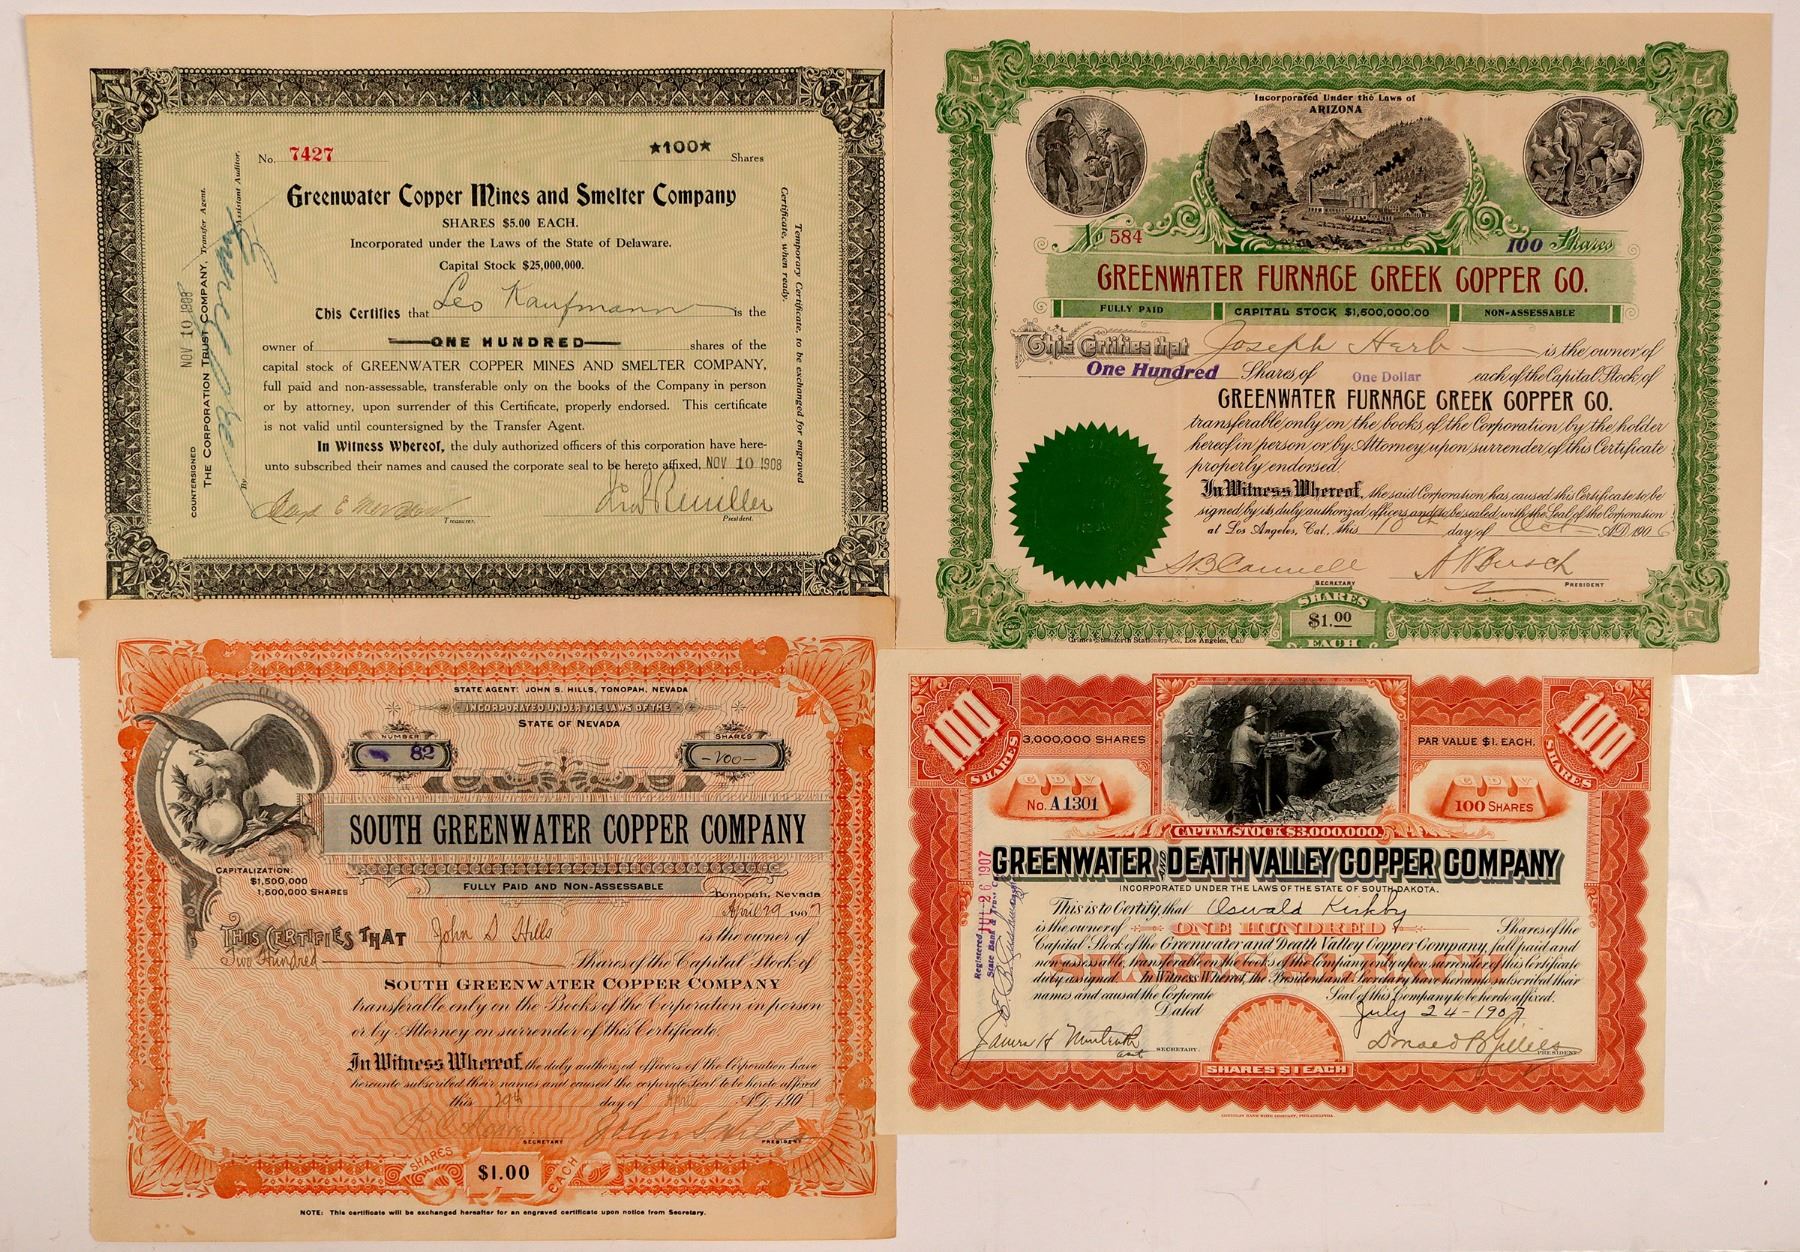 No. 7427
★100★ Shares
Greenwater Copper Mines and Smelter Company
SHARES $5.00 EACH.
Incorporated under the Laws of the State of Delaware.
Capital Stock $25,000,000.
This Certifies that Leo Kaufmann is the
owner of ONE HUNDRED shares of the
capital stock of GREENWATER COPPER MINES AND SMELTER COMPANY,
full paid and non-assessable, transferable only on the books of the Company in person
or by attorney, upon surrender of this Certificate, properly endorsed. This certificate
is not valid until countersigned by the Transfer Agent.
In Witness Whereof, the duly authorized officers of this corporation have here-
unto subscribed their names and caused the corporate seal to be hereto affixed, NOV 10 1908
Treasurer.
President.
COUNTERSIGNED
NOV 10 1908
THE CORPORATION TRUST COMPANY, Transfer Agent.
By
Assistant Auditor.
Temporary Certificate, to be exchanged for engraved
Certificate, when ready.
Incorporated Under the Laws of
ARIZONA
No 584
100 Shares
GREENWATER FURNACE CREEK COPPER CO.
FULLY PAID
CAPITAL STOCK $1,500,000.00
NON-ASSESSABLE
This Certifies that Joseph Herb is the owner of
One Hundred Shares of One Dollar each of the Capital Stock of
GREENWATER FURNACE CREEK COPPER CO.
transferable only on the books of the Corporation by the holder
hereof in person or by Attorney upon surrender of this Certificate
properly endorsed.
In Witness Whereof, the said Corporation has caused this Certificate to be
signed by its duly authorized officers and to be sealed with the Seal of the Corporation
at Los Angeles, Cal., this 10th day of Oct A.D. 1906
SECRETARY
PRESIDENT
SHARES
$1.00
EACH
Grimes-Stassforth Stationery Co., Los Angeles, Cal.
STATE AGENT: JOHN S. HILLS, TONOPAH, NEVADA
INCORPORATED UNDER THE LAWS OF THE
STATE OF NEVADA
NUMBER
82
SHARES
-200-
SOUTH GREENWATER COPPER COMPANY
CAPITALIZATION:
$1,500,000
1,500,000 SHARES
FULLY PAID AND NON-ASSESSABLE
Tonopah, Nevada
April 29 1907
THIS CERTIFIES THAT John S Hills is the owner of
Two Hundred Shares of the Capital Stock of
SOUTH GREENWATER COPPER COMPANY
transferable only on the Books of the Corporation in person
or by Attorney on surrender of this Certificate.
In Witness Whereof, the duly authorized officers of the Corporation have
hereunto subscribed their names and caused the corporate Seal to be hereto affixed
this 29th day of April A.D. 1907
SECRETARY
John S Hills
PRESIDENT
SHARES
$1.00
EACH
NOTE: This certificate will be exchanged hereafter for an engraved certificate upon notice from Secretary.
100
SHARES
3,000,000 SHARES
PAR VALUE $1. EACH.
100
SHARES
G D V
No. A 1301
G D V
100 SHARES
CAPITAL STOCK $3,000,000.
GREENWATER AND DEATH VALLEY COPPER COMPANY
INCORPORATED UNDER THE LAWS OF THE STATE OF SOUTH DAKOTA.
This is to Certify, that Oswald Kirkby
is the owner of ONE HUNDRED Shares of the
Capital Stock of the Greenwater and Death Valley Copper Company, full paid and
non-assessable, transferable on the books of the Company only upon surrender of this Certificate
duly assigned. In Witness Whereof, the President and Secretary have hereunto subscribed their
names and caused the Corporate Seal of this Company to be hereto affixed.
Dated July 24-1907
SECRETARY.
PRESIDENT
SHARES $1 EACH